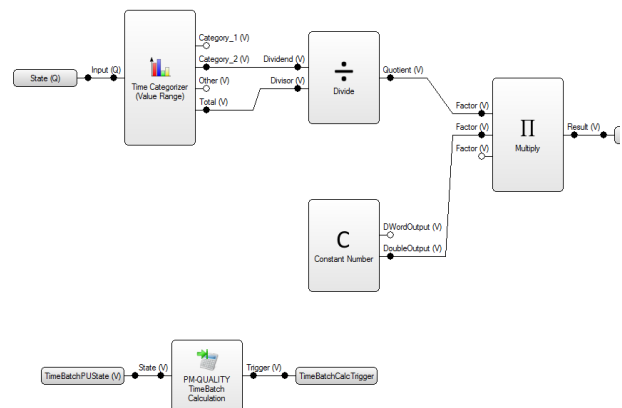 Category_1 (V)
Input (Q)
Category_2 (V)
Dividend (V)
Quotient (V)
State (Q)
Time Categorizer
(Value Range)
Other (V)
Divisor (V)
÷
Divide
Total (V)
Factor (V)
Factor (V)
Π
Result (V)
Factor (V)
Multiply
C
DWordOutput (V)
Constant Number
DoubleOutput (V)
State (V)
Trigger (V)
TimeBatchPUState (V)
PM-QUALITY
TimeBatch
Calculation
TimeBatchCalcTrigger